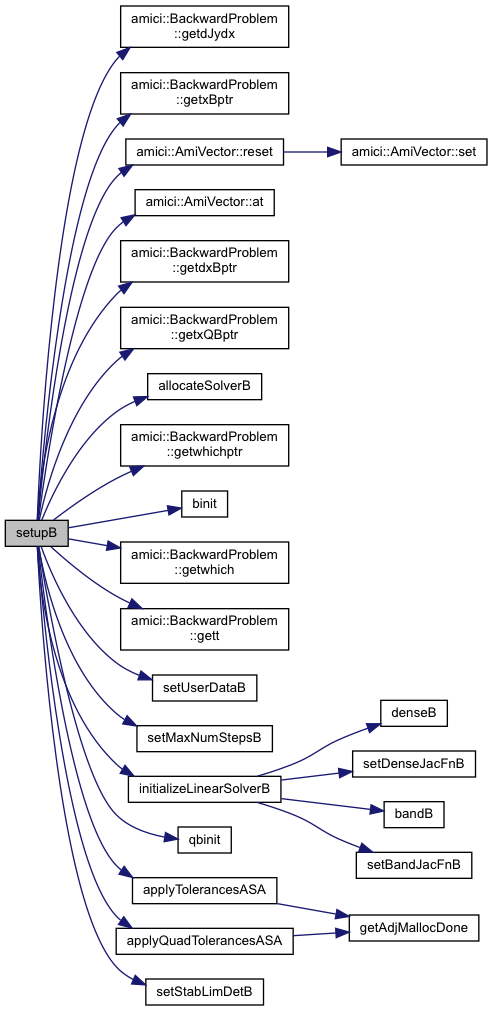 amici::BackwardProblem
::getdJydx
amici::BackwardProblem
::getxBptr
amici::AmiVector::reset
amici::AmiVector::set
amici::AmiVector::at
amici::BackwardProblem
::getdxBptr
amici::BackwardProblem
::getxQBptr
allocateSolverB
amici::BackwardProblem
::getwhichptr
binit
setupB
amici::BackwardProblem
::getwhich
amici::BackwardProblem
::gett
setUserDataB
denseB
setMaxNumStepsB
setDenseJacFnB
initializeLinearSolverB
bandB
qbinit
setBandJacFnB
applyTolerancesASA
getAdjMallocDone
applyQuadTolerancesASA
setStabLimDetB